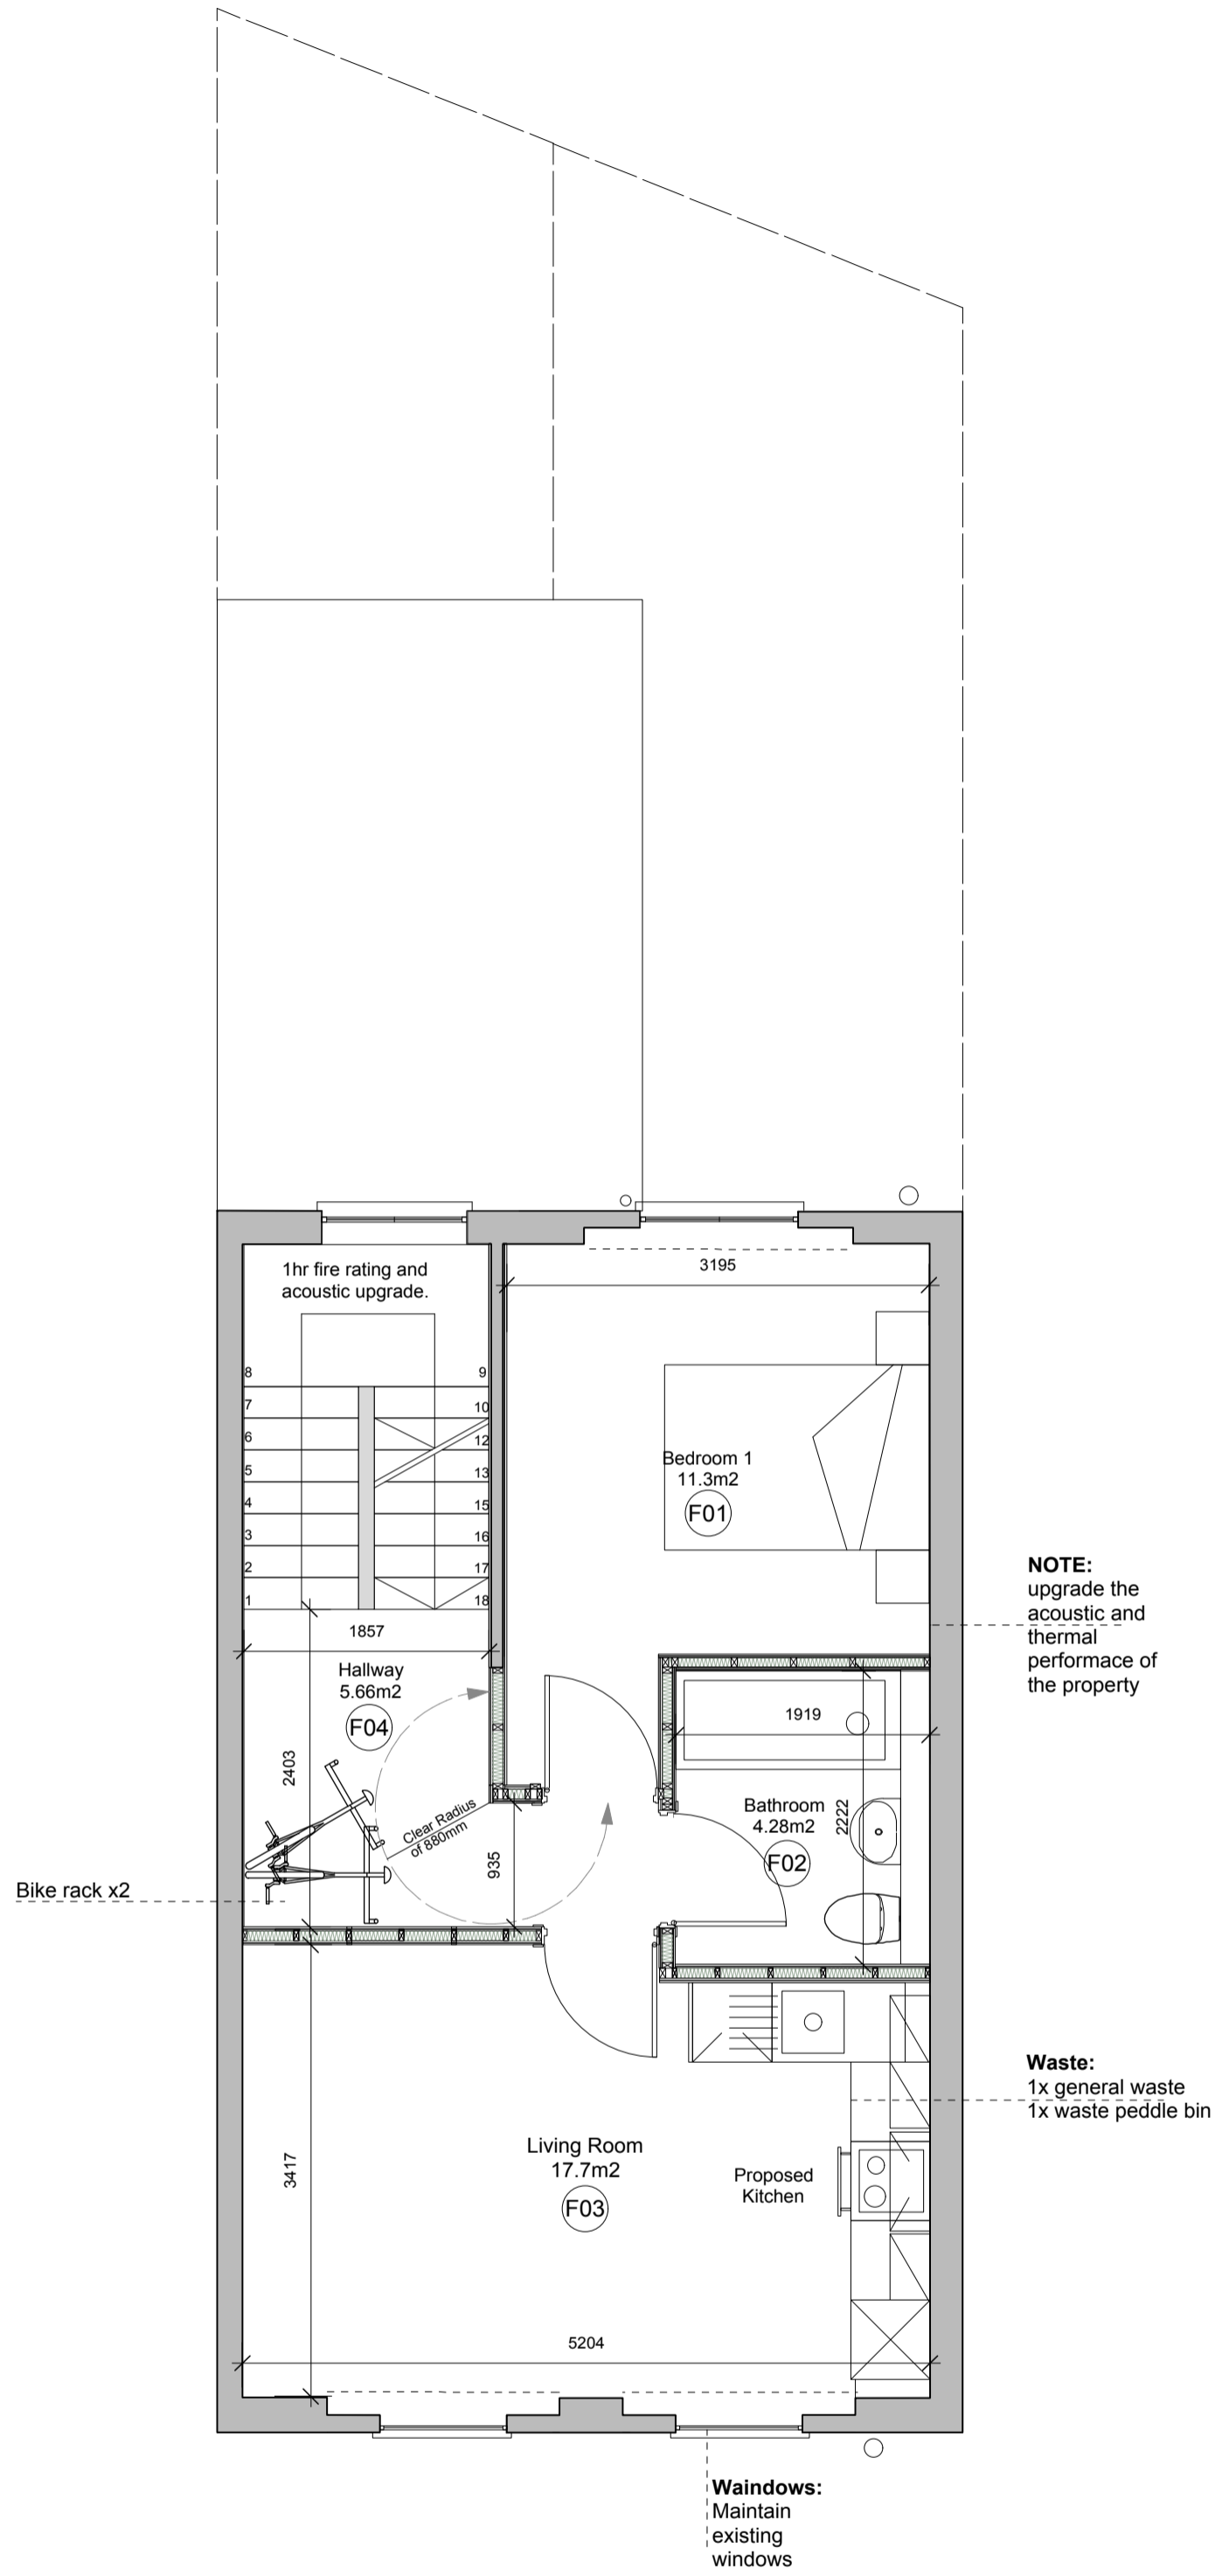 1hr fire rating and
acoustic upgrade.
3195
8
9
7
10
6
12
5
13
4
15
3
16
2
17
1
18
Bedroom 1
11.3m2
F01
NOTE:
upgrade the
acoustic and
thermal
performace of
the property
1857
Hallway
5.66m2
F04
2403
1919
Clear Radius
of 880mm
935
Bathroom
4.28m2
2222
F02
Bike rack x2
Waste:
1x general waste
1x waste peddle bin
Living Room
17.7m2
F03
3417
Proposed
Kitchen
5204
Waindows:
Maintain
existing
windows